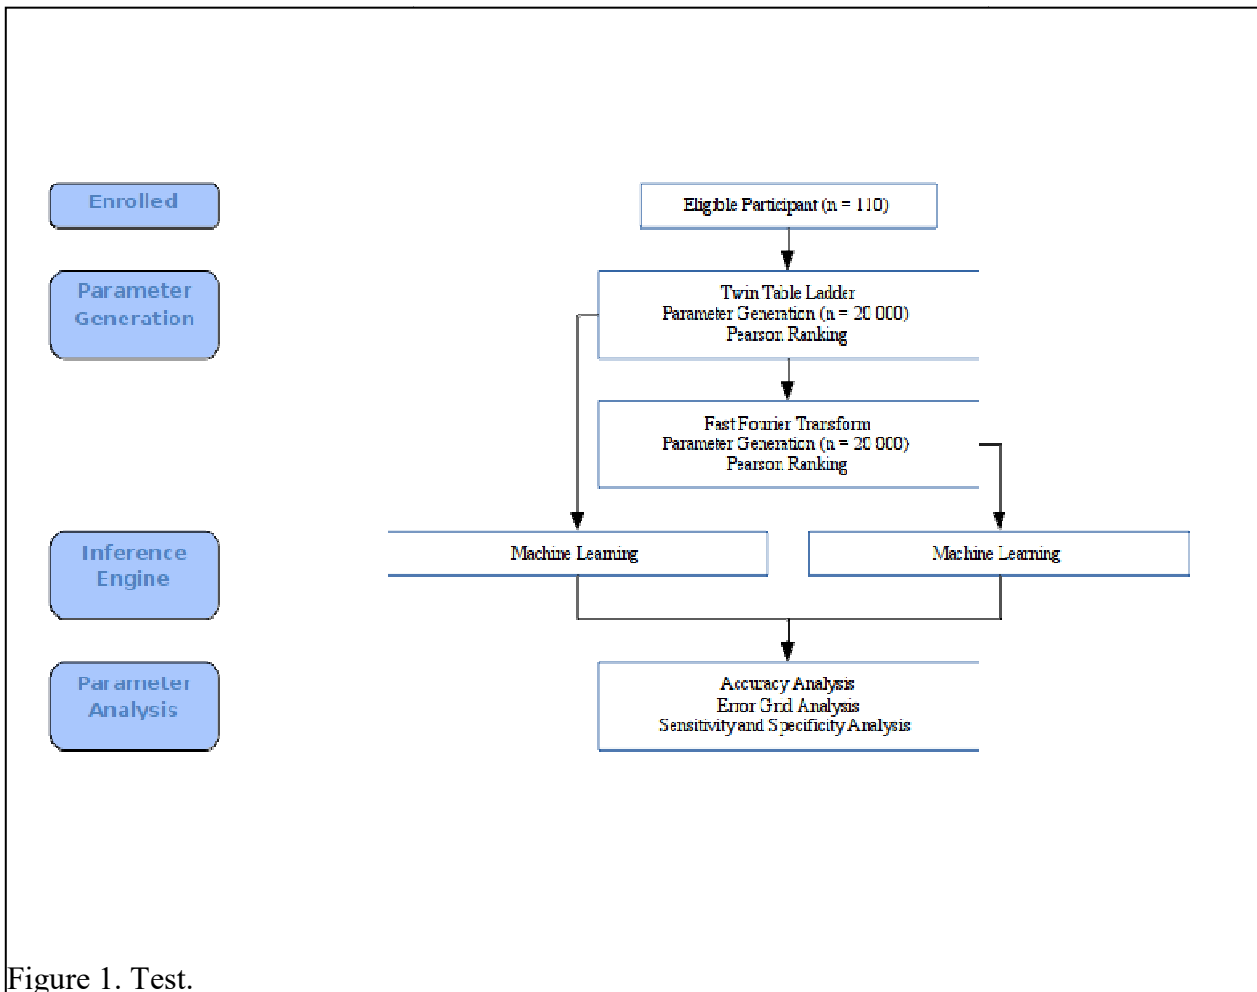 Enrolled
Eligible Participant (n = 110)
Parameter
Generation
Twin Table Ladder
Parameter Generation (n = 20 000)
Pearson Ranking
Fast Fourier Transform
Parameter Generation (n = 20 000)
Pearson Ranking
Inference
Engine
Machine Learning
Machine Learning
Parameter
Analysis
Accuracy Analysis
Error Grid Analysis
Sensitivity and Specificity Analysis
Figure 1. Test.